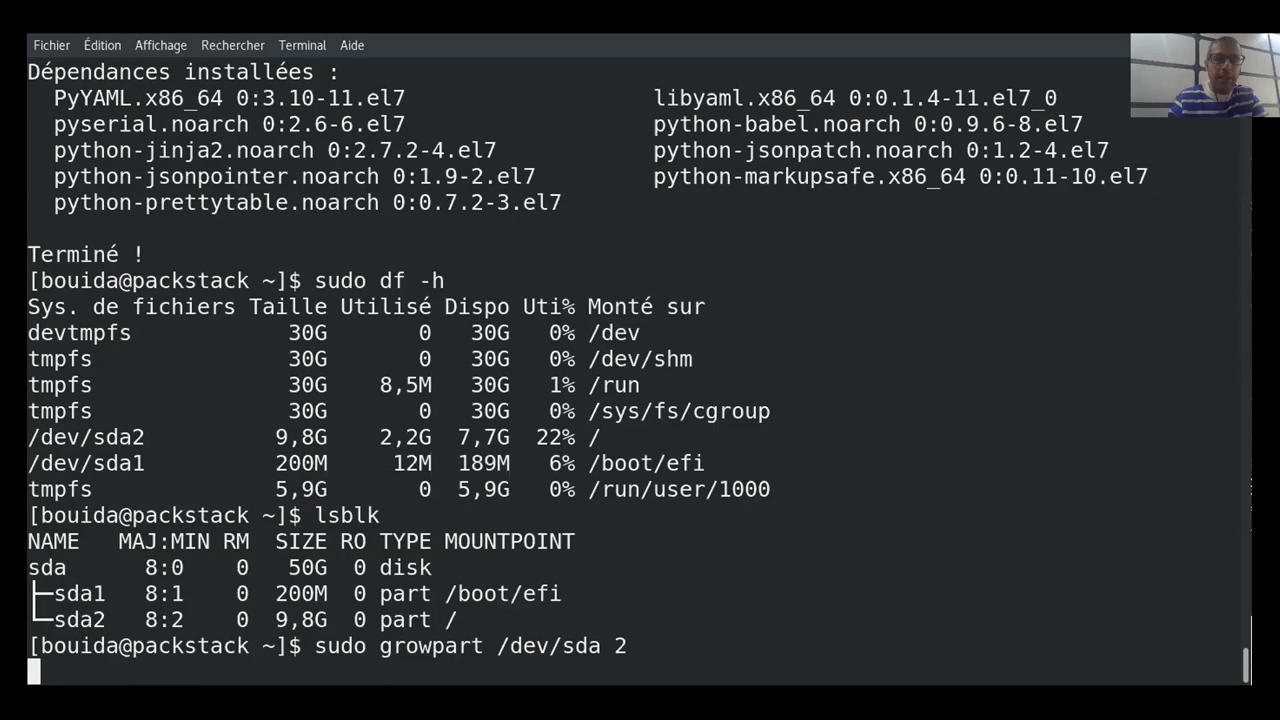 Fichier Édition Affichage Rechercher Terminal Aide
Dépendances installées :
PyYAML.x86_64 0:3.10-11.el7 libyaml.x86_64 0:0.1.4-11.el7_0
pyserial.noarch 0:2.6-6.el7 python-babel.noarch 0:0.9.6-8.el7
python-jinja2.noarch 0:2.7.2-4.el7 python-jsonpatch.noarch 0:1.2-4.el7
python-jsonpointer.noarch 0:1.9-2.el7 python-markupsafe.x86_64 0:0.11-10.el7
python-prettytable.noarch 0:0.7.2-3.el7
Terminé !
[bouida@packstack ~]$ sudo df -h
Sys. de fichiers Taille Utilisé Dispo Uti% Monté sur
devtmpfs 30G 0 30G 0% /dev
tmpfs 30G 0 30G 0% /dev/shm
tmpfs 30G 8,5M 30G 1% /run
tmpfs 30G 0 30G 0% /sys/fs/cgroup
/dev/sda2 9,8G 2,2G 7,7G 22% /
/dev/sda1 200M 12M 189M 6% /boot/efi
tmpfs 5,9G 0 5,9G 0% /run/user/1000
[bouida@packstack ~]$ lsblk
NAME MAJ:MIN RM SIZE RO TYPE MOUNTPOINT
sda 8:0 0 50G 0 disk
├─sda1 8:1 0 200M 0 part /boot/efi
└─sda2 8:2 0 9,8G 0 part /
[bouida@packstack ~]$ sudo growpart /dev/sda 2